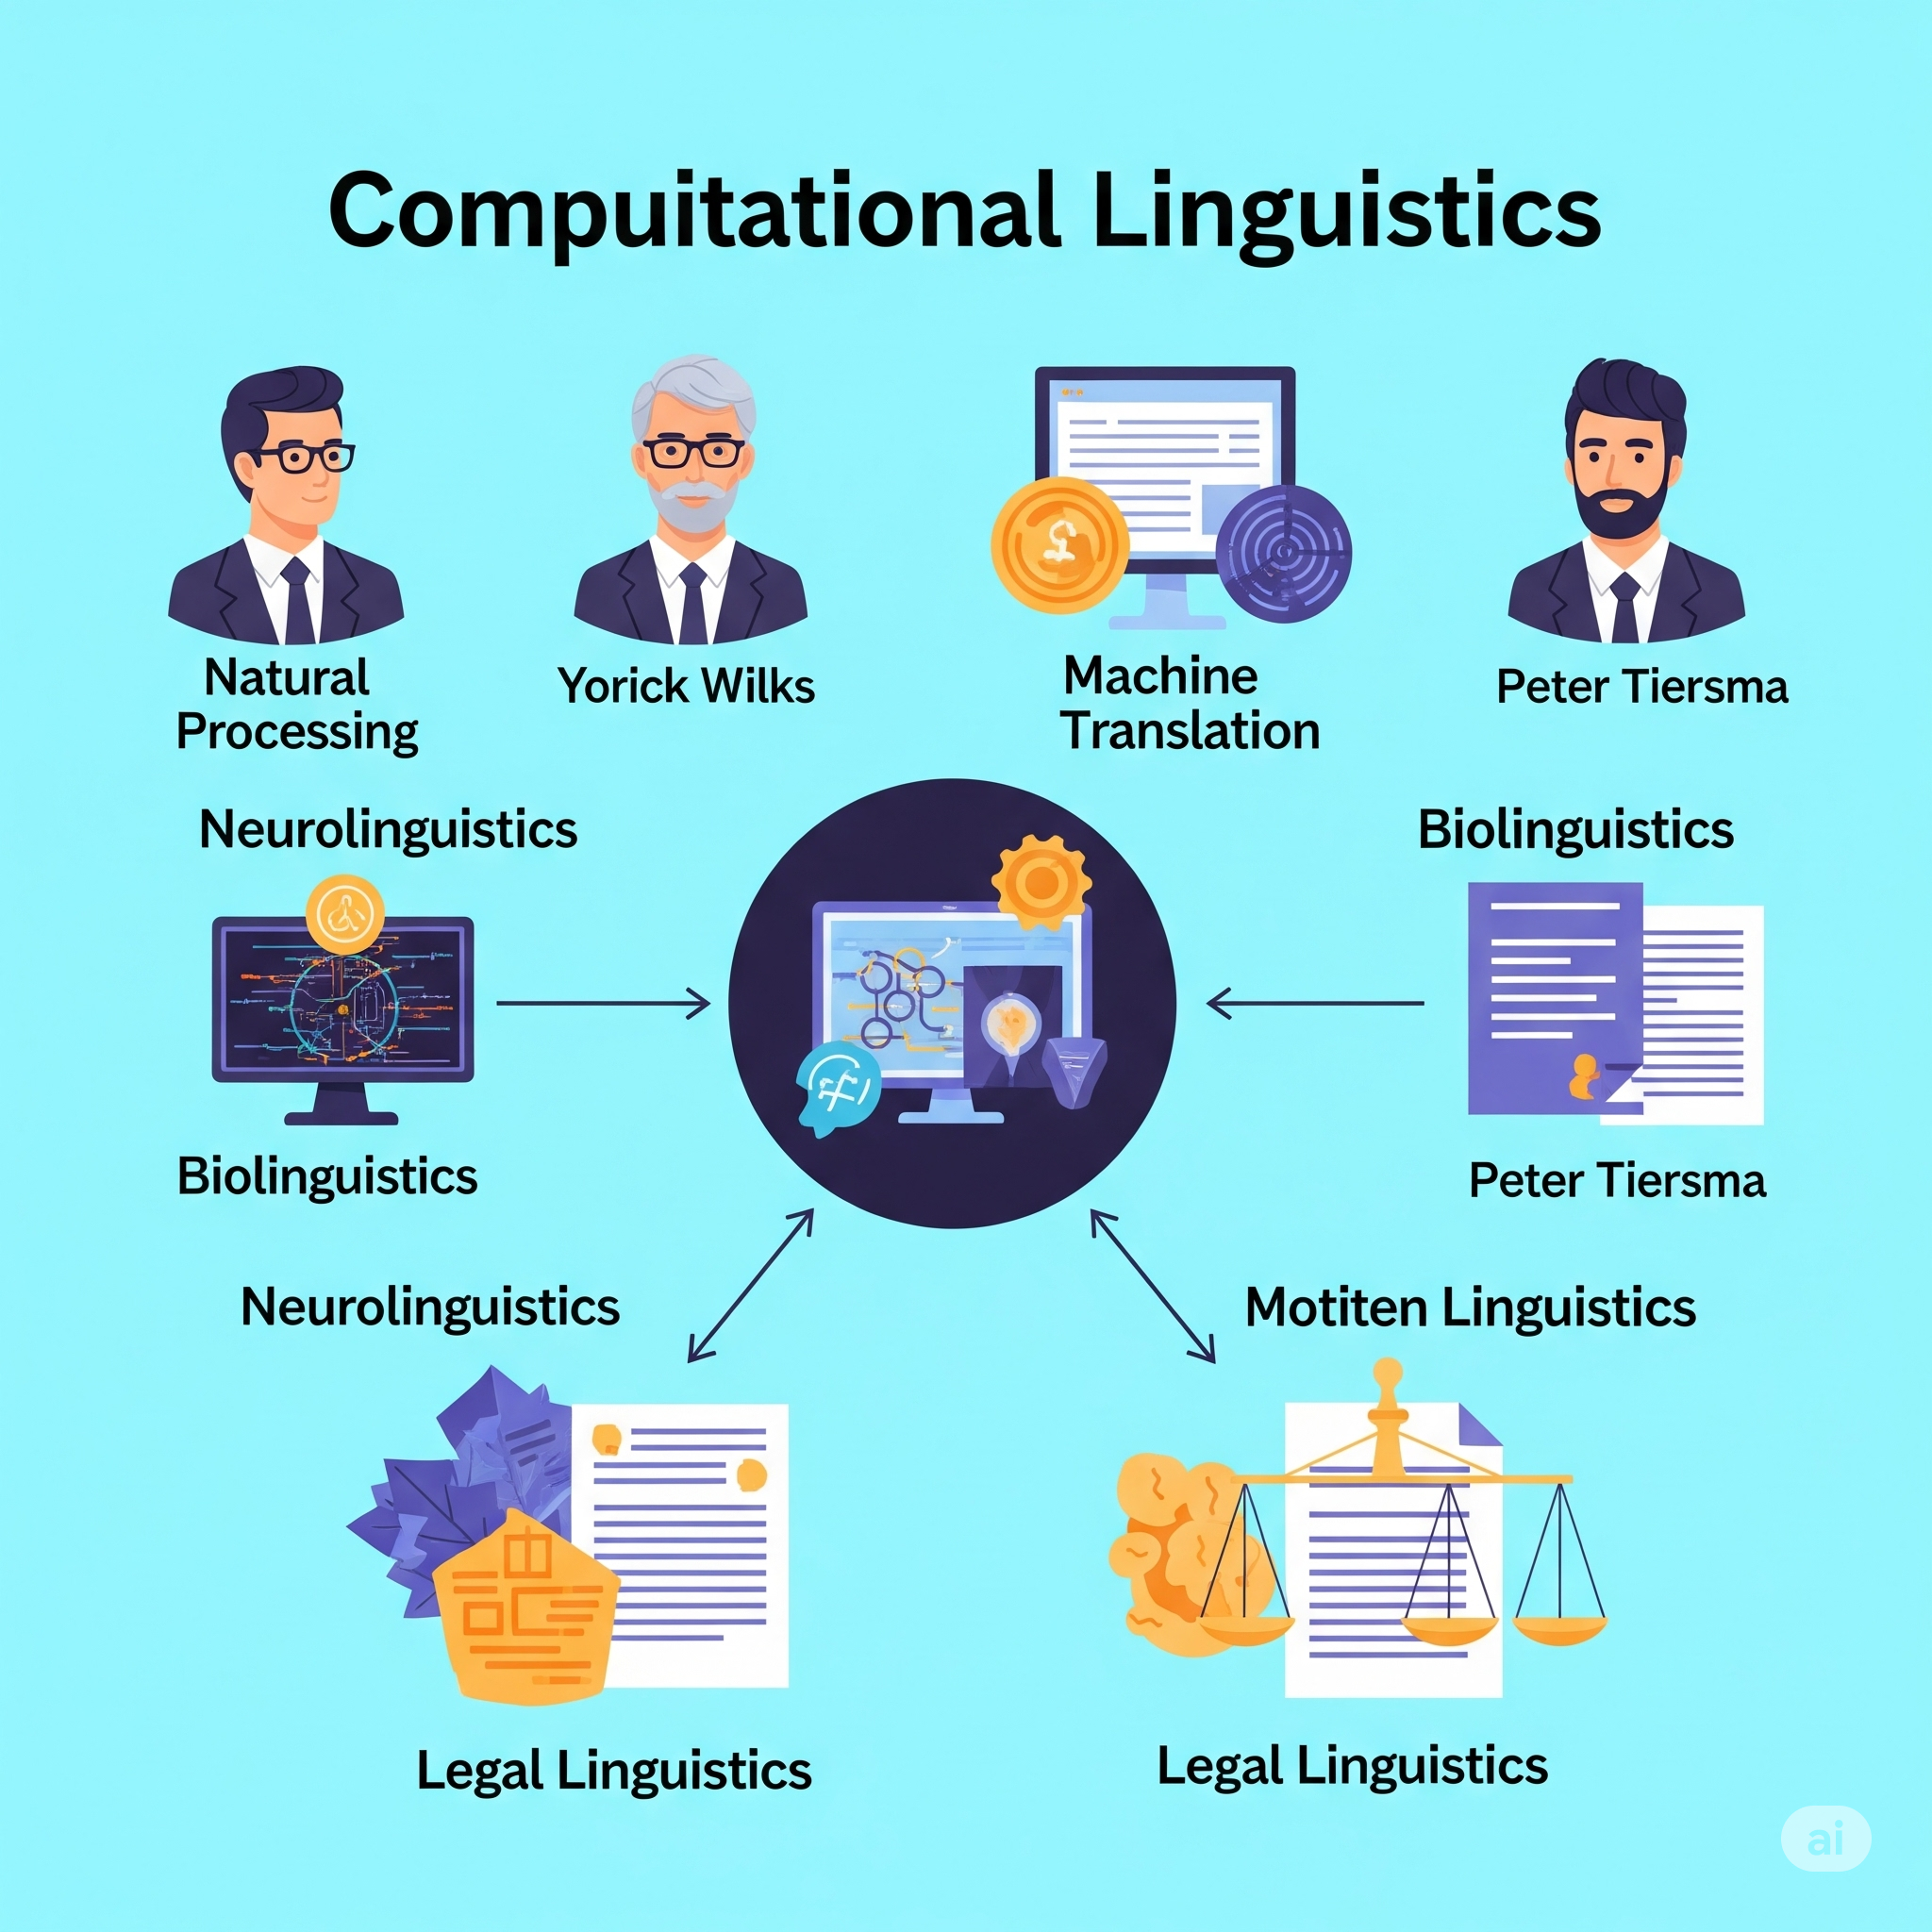 Compuitational Linguistics
Natural
Processing
Yorick Wilks
Machine
Translation
Peter Tiersma
Neurolinguistics
Biolinguistics
Biolinguistics
Peter Tiersma
Neurolinguistics
Motiten Linguistics
Legal Linguistics
Legal Linguistics
ai